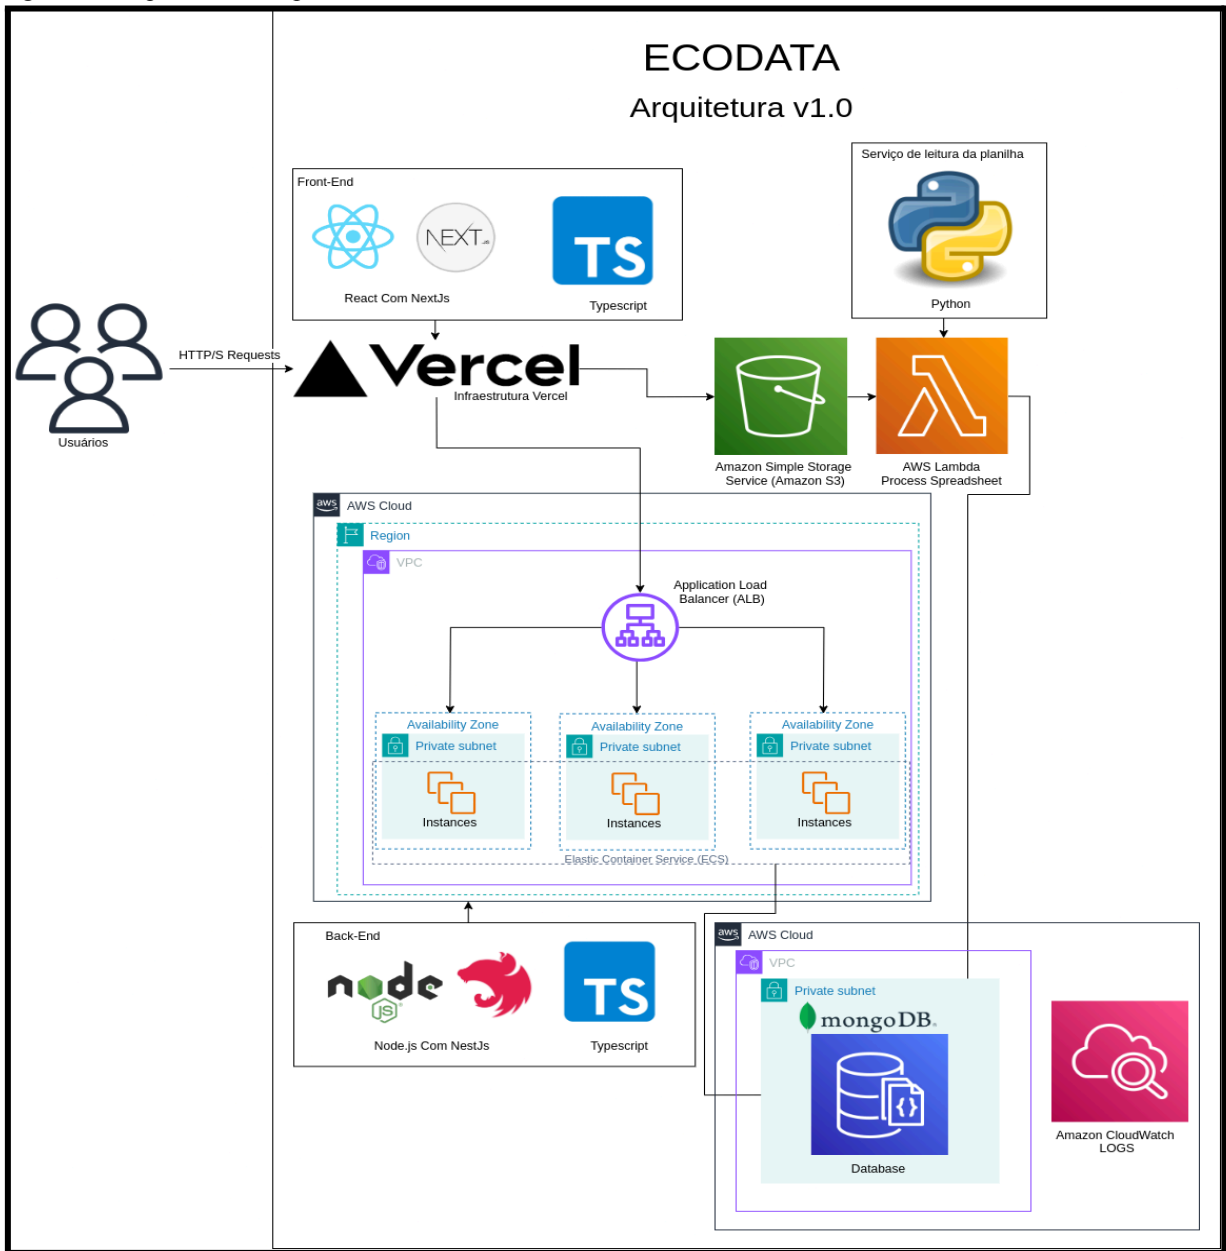 ECODATA
Arquitetura v1.0
Serviço de leitura da planilha
Python
Front-End
NEXT.JS
TS
React Com NextJs
Typescript
HTTP/S Requests
Usuários
Vercel
Infraestrutura Vercel
Amazon Simple Storage
Service (Amazon S3)
AWS Lambda
Process Spreadsheet
aws
AWS Cloud
Region
VPC
Application Load
Balancer (ALB)
Availability Zone
Private subnet
Instances
Availability Zone
Private subnet
Instances
Availability Zone
Private subnet
Instances
Elastic Container Service (ECS)
Back-End
node
JS
TS
Node.js Com NestJs
Typescript
aws
AWS Cloud
VPC
Private subnet
mongoDB.
Database
Amazon CloudWatch
LOGS